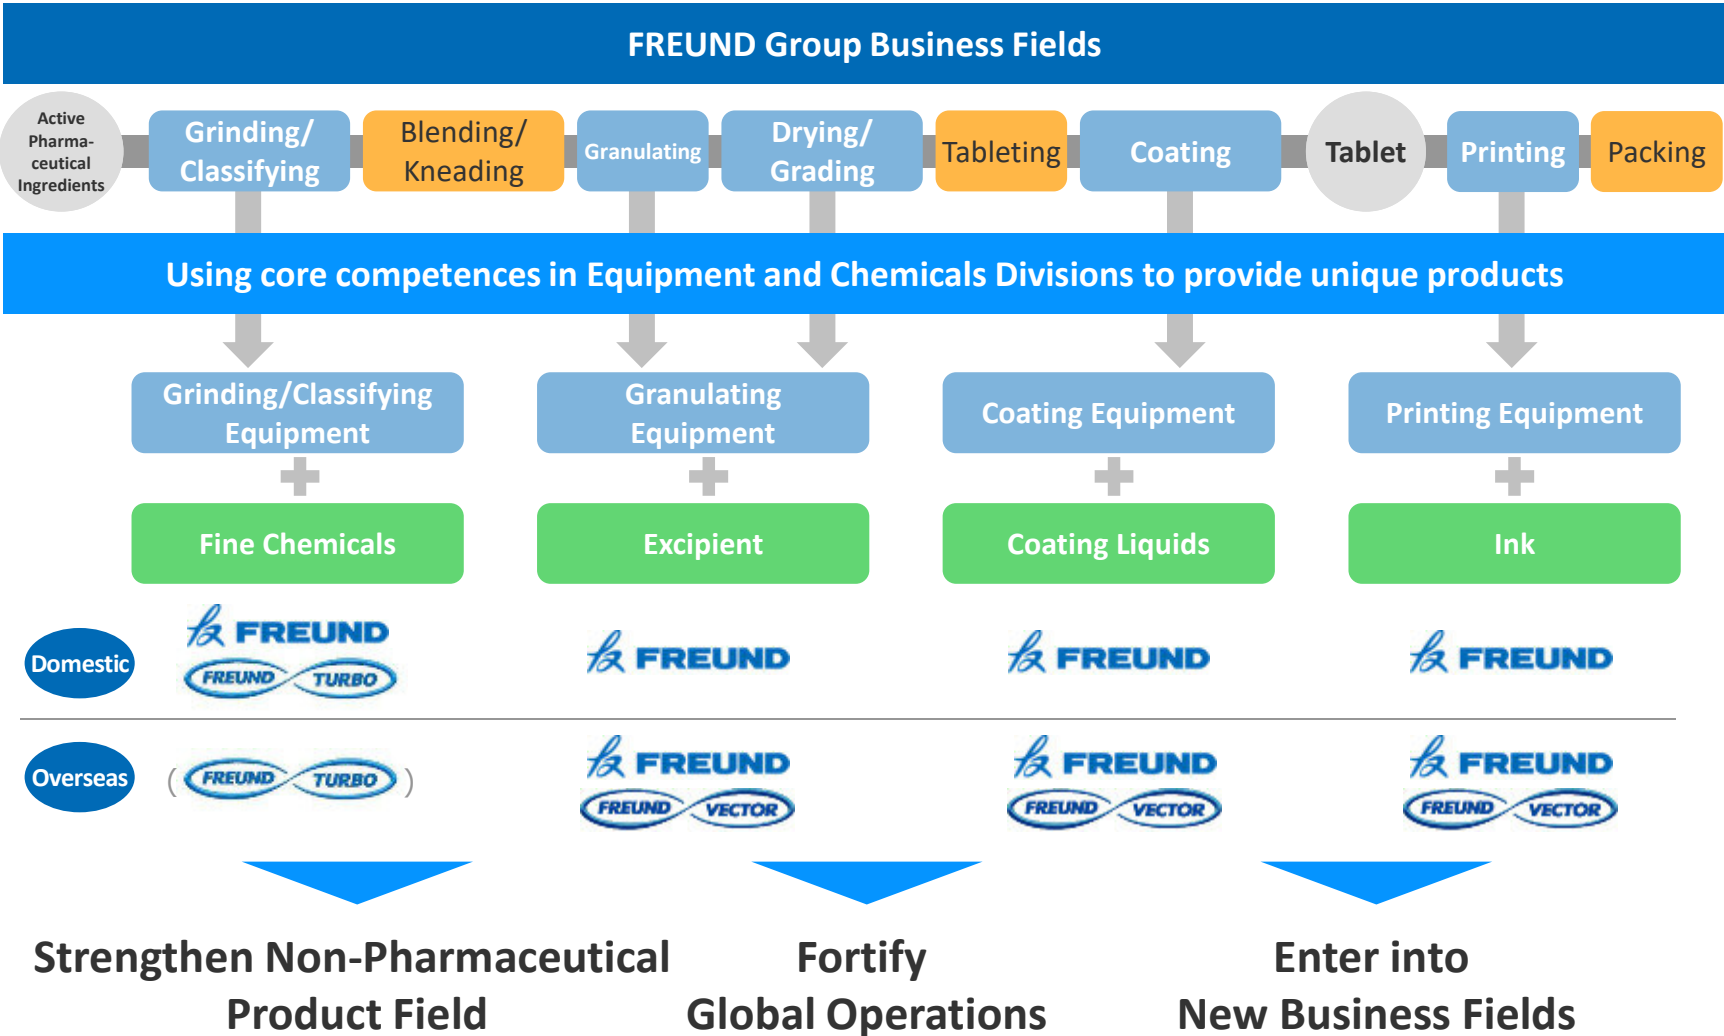 FREUND Group Business Fields
Active
Pharma-
ceutical
Ingredients
Grinding/
Classifying
Blending/
Kneading
Granulating
Drying/
Grading
Tableting
Coating
Tablet
Printing
Packing
Using core competences in Equipment and Chemicals Divisions to provide unique products
Grinding/Classifying
Equipment
Granulating
Equipment
Coating Equipment
Printing Equipment
Fine Chemicals
Excipient
Coating Liquids
Ink
Domestic
FREUND
FREUND TURBO
FREUND
FREUND
FREUND
Overseas
( FREUND TURBO )
FREUND
FREUND VECTOR
FREUND
FREUND VECTOR
FREUND
FREUND VECTOR
Strengthen Non-Pharmaceutical
Product Field
Fortify
Global Operations
Enter into
New Business Fields